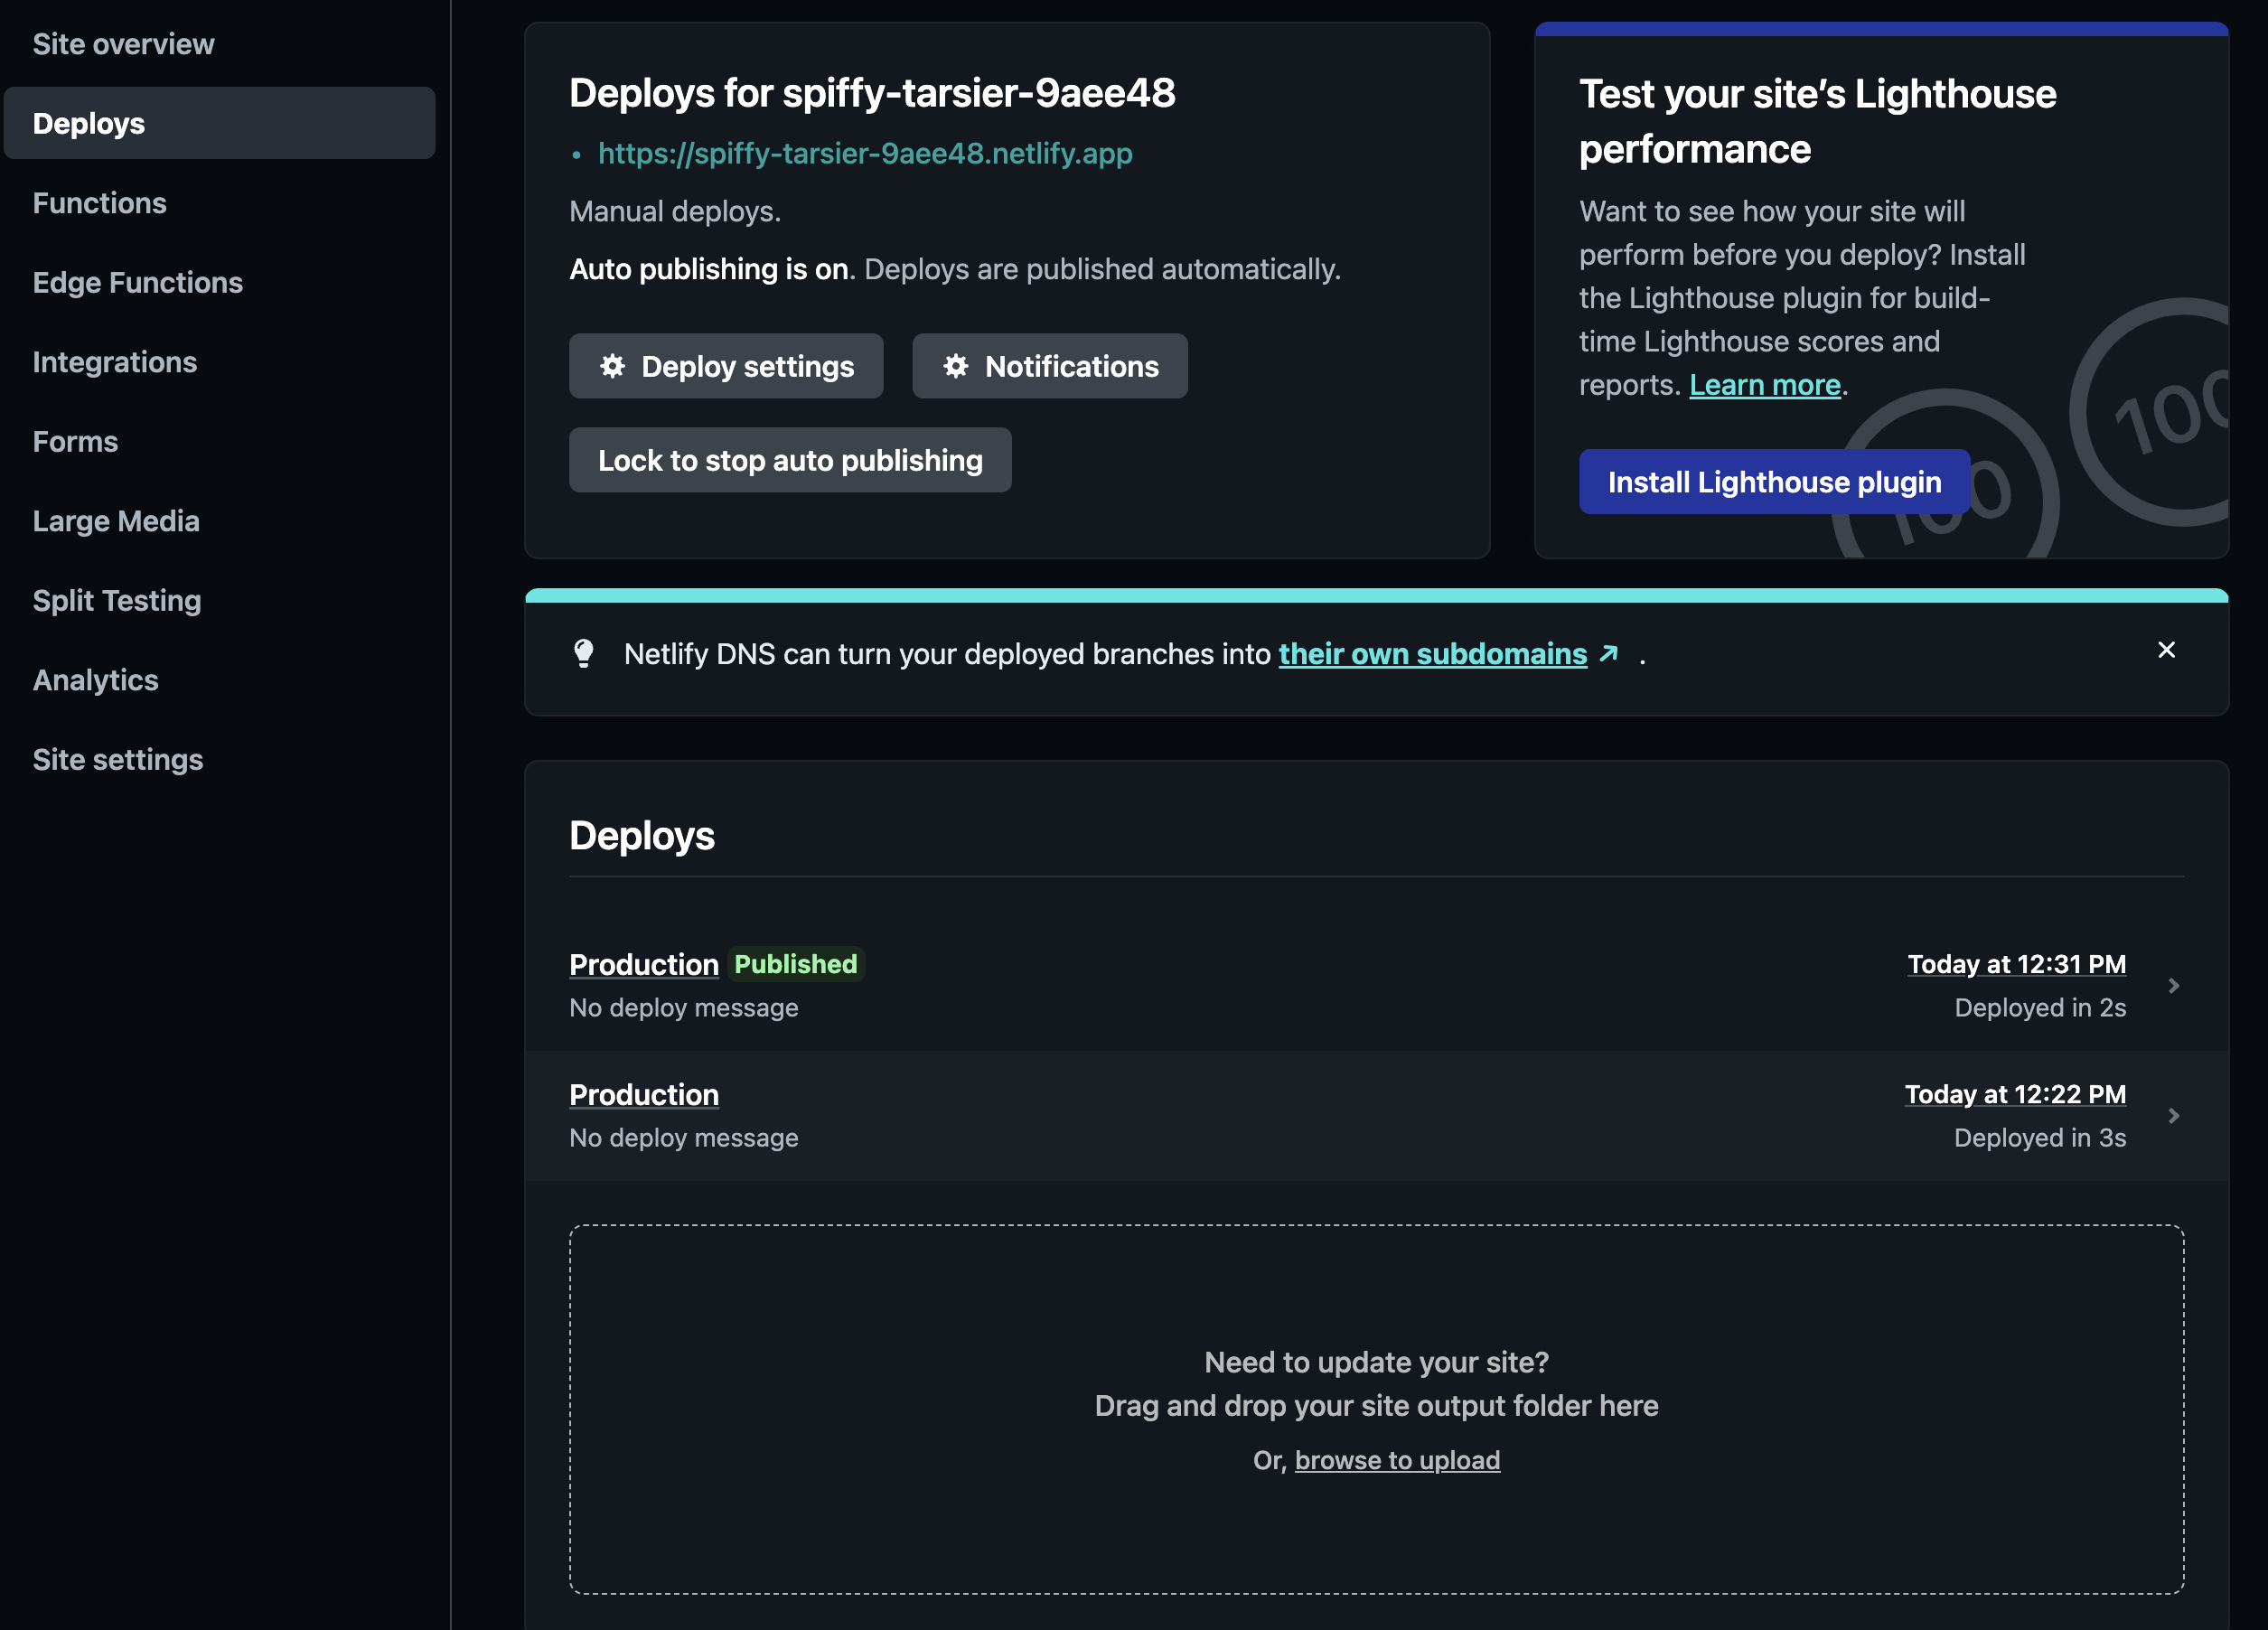 Site overview
Deploys
Functions
Edge Functions
Integrations
Forms
Large Media
Split Testing
Analytics
Site settings
Deploys for spiffy-tarsier-9aee48
• https://spiffy-tarsier-9aee48.netlify.app
Manual deploys.
Auto publishing is on. Deploys are published automatically.
Deploy settings
Notifications
Lock to stop auto publishing
Test your site’s Lighthouse
performance
Want to see how your site will
perform before you deploy? Install
the Lighthouse plugin for build-
time Lighthouse scores and
reports. Learn more.
Install Lighthouse plugin
100
100
Netlify DNS can turn your deployed branches into their own subdomains ↗ .
Deploys
Production Published
No deploy message
Today at 12:31 PM
Deployed in 2s
Production
No deploy message
Today at 12:22 PM
Deployed in 3s
Need to update your site?
Drag and drop your site output folder here
Or, browse to upload